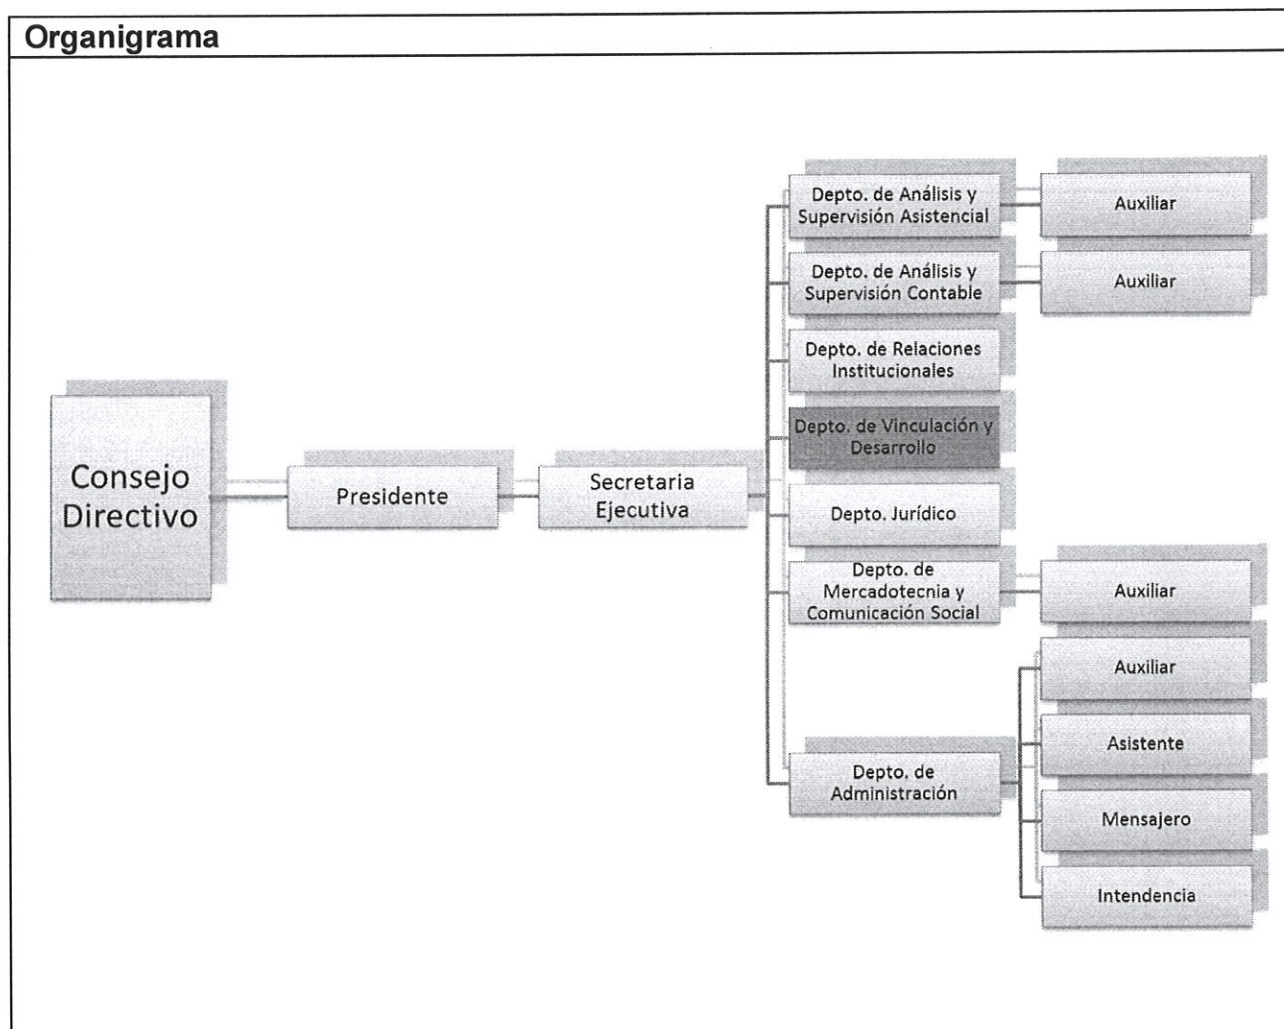 Organigrama
Consejo
Directivo
Presidente
Secretaria
Ejecutiva
Depto. de Análisis y
Supervisión Asistencial
Auxiliar
Depto. de Análisis y
Supervisión Contable
Auxiliar
Depto. de Relaciones
Institucionales
Depto. de Vinculación y
Desarrollo
Depto. Jurídico
Depto. de
Mercadotecnia y
Comunicación Social
Auxiliar
Depto. de
Administración
Auxiliar
Asistente
Mensajero
Intendencia